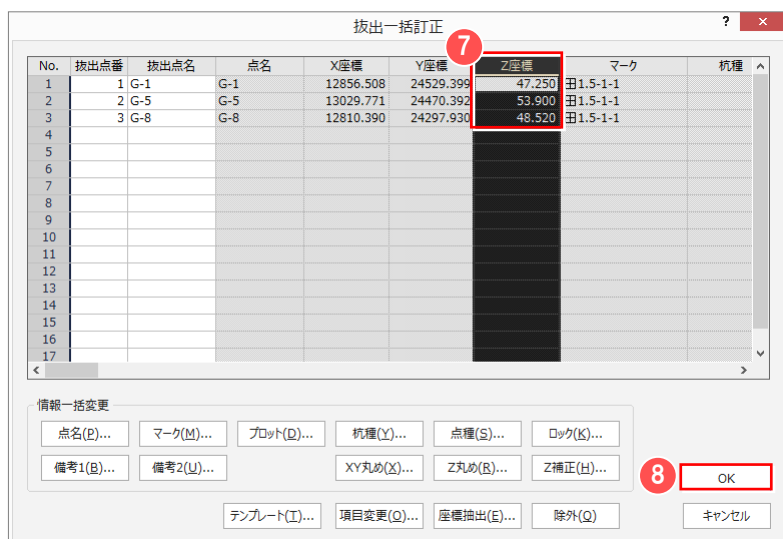 抜出一括訂正 ? ×
7
No. 抜出点番 抜出点名 点名 X座標 Y座標 Z座標 マーク 杭種
1 1 G-1 G-1 12856.508 24529.399 47.250 田1.5-1-1
2 2 G-5 G-5 13029.771 24470.392 53.900 田1.5-1-1
3 3 G-8 G-8 12810.390 24297.930 48.520 田1.5-1-1
4
5
6
7
8
9
10
11
12
13
14
15
16
17
情報一括変更
点名(P)... マーク(M)... プロット(D)... 杭種(Y)... 点種(S)... ロック(K)...
備考1(B)... 備考2(U)... XY丸め(X)... Z丸め(R)... Z補正(H)... 8 OK
テンプレート(T)... 項目変更(O)... 座標抽出(E)... 除外(Q) キャンセル